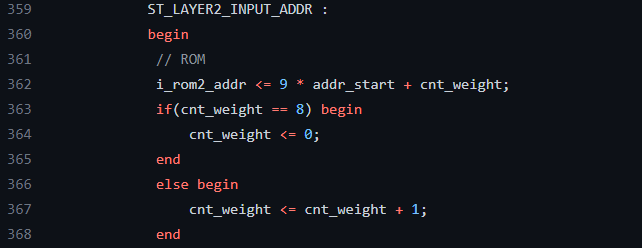 359 ST_LAYER2_INPUT_ADDR :
360 begin
361 // ROM
362 i_rom2_addr <= 9 * addr_start + cnt_weight;
363 if(cnt_weight == 8) begin
364 cnt_weight <= 0;
365 end
366 else begin
367 cnt_weight <= cnt_weight + 1;
368 end